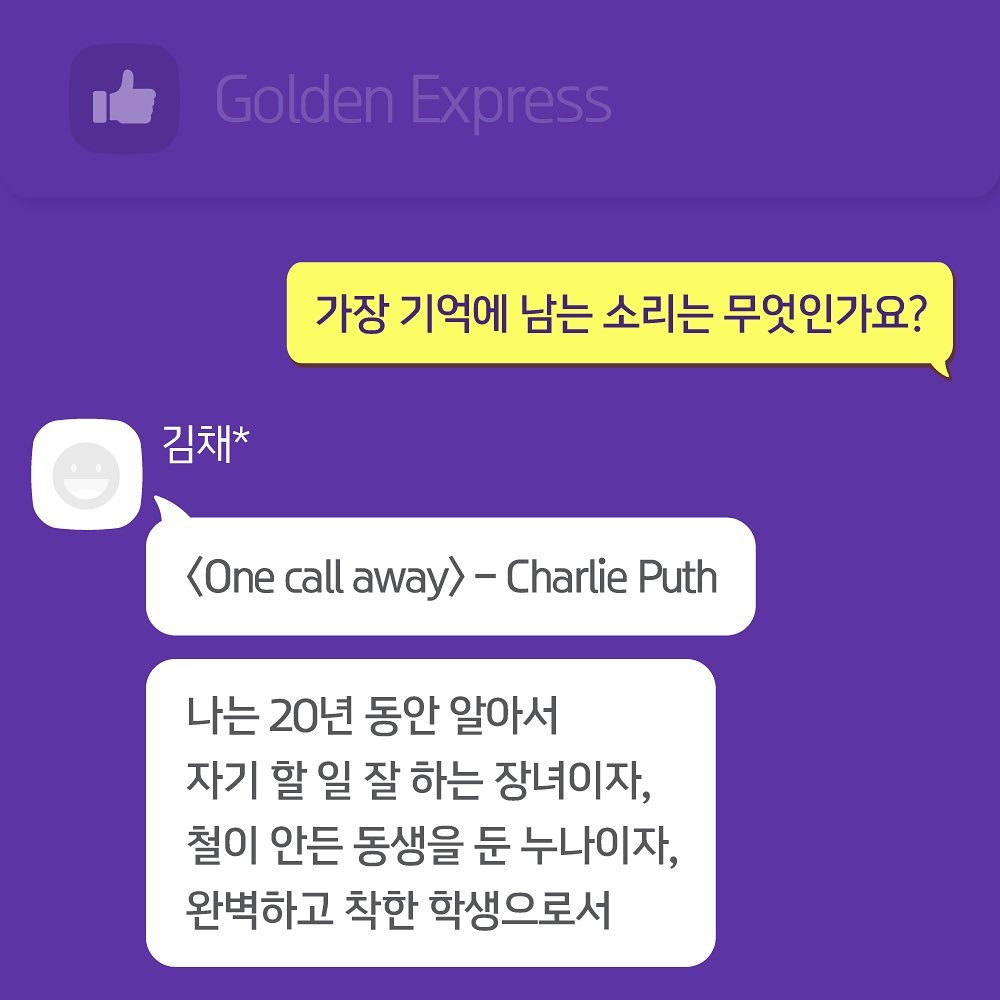 Golden Express
가장 기억에 남는 소리는 무엇인가요?
김채*
〈One call away〉 – Charlie Puth
나는 20년 동안 알아서
자기 할 일 잘 하는 장녀이자,
철이 안든 동생을 둔 누나이자,
완벽하고 착한 학생으로서